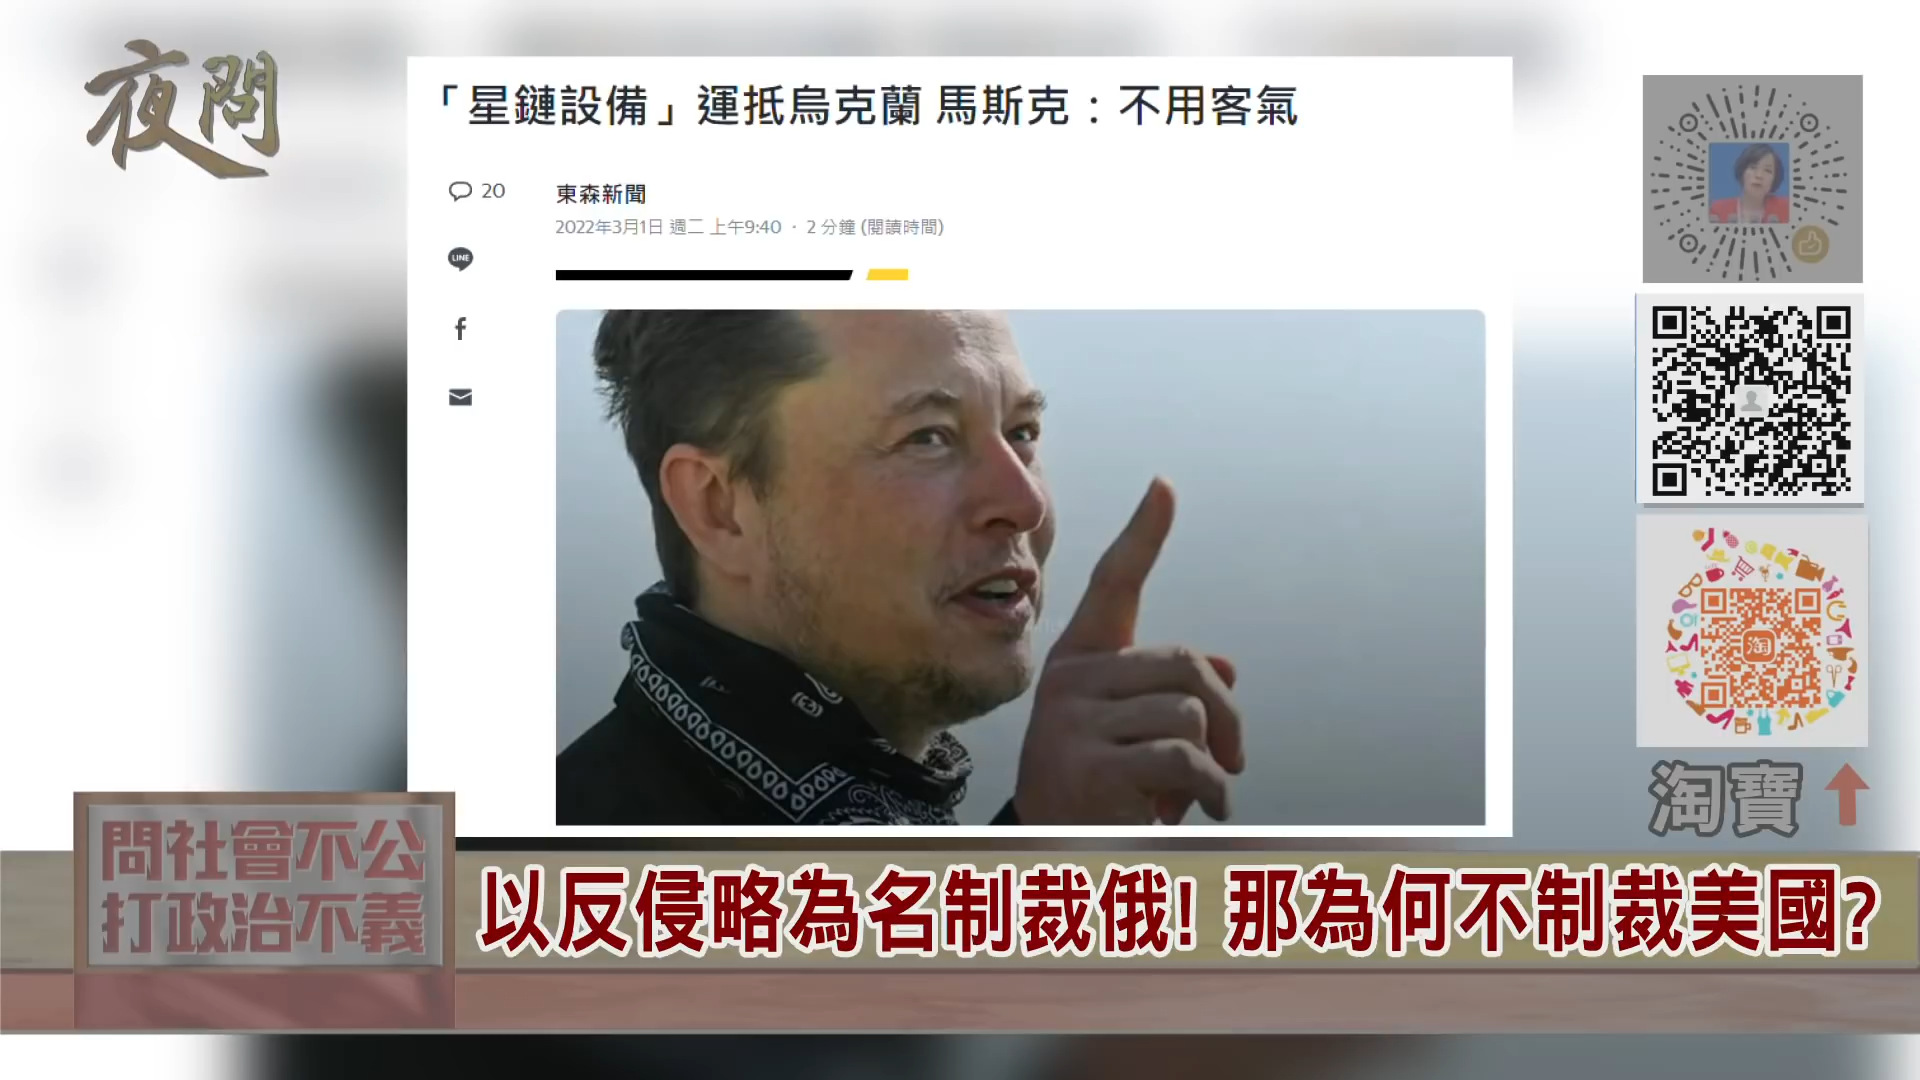 夜問
「星鏈設備」運抵烏克蘭 馬斯克：不用客氣
20
東森新聞
2022年3月1日 週二 上午9:40 · 2 分鐘 (閱讀時間)
LINE
淘
淘寶
問社會不公
打政治不義
以反侵略為名制裁俄! 那為何不制裁美國?